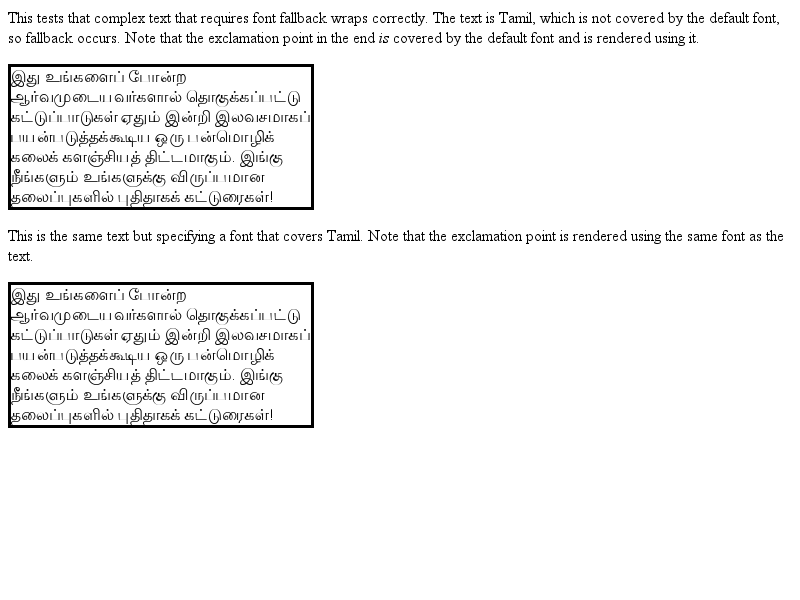 This tests that complex text that requires font fallback wraps correctly. The text is Tamil, which is not covered by the default font,
so fallback occurs. Note that the exclamation point in the end is covered by the default font and is rendered using it.
இது உங்களைப் போன்ற
ஆர்வமுடையவர்களால் தொகுக்கப்பட்டு
கட்டுப்பாடுகள் ஏதும் இன்றி இலவசமாகப்
பயன்படுத்தக்கூடிய ஒரு பன்மொழிக்
கலைக் களஞ்சியத் திட்டமாகும். இங்கு
நீங்களும் உங்களுக்கு விருப்பமான
தலைப்புகளில் புதிதாகக் கட்டுரைகள்!
This is the same text but specifying a font that covers Tamil. Note that the exclamation point is rendered using the same font as the
text.
இது உங்களைப் போன்ற
ஆர்வமுடையவர்களால் தொகுக்கப்பட்டு
கட்டுப்பாடுகள் ஏதும் இன்றி இலவசமாகப்
பயன்படுத்தக்கூடிய ஒரு பன்மொழிக்
கலைக் களஞ்சியத் திட்டமாகும். இங்கு
நீங்களும் உங்களுக்கு விருப்பமான
தலைப்புகளில் புதிதாகக் கட்டுரைகள்!